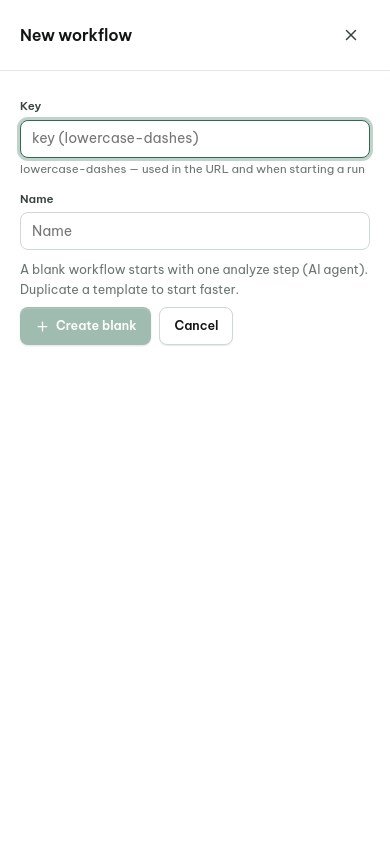 New workflow
Key
key (lowercase-dashes)
lowercase-dashes — used in the URL and when starting a run
Name
Name
A blank workflow starts with one analyze step (AI agent).
Duplicate a template to start faster.
Create blank
Cancel